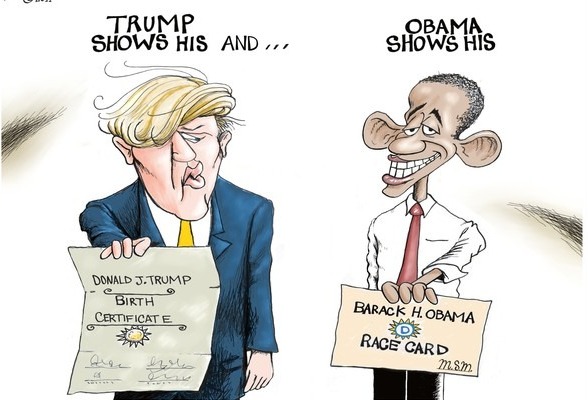 TRUMP
SHOWS HIS AND...
OBAMA
SHOWS HIS
DONALD J. TRUMP
BIRTH
CERTIFICATE
BARACK H. OBAMA
D
RACE CARD
M.S.M.